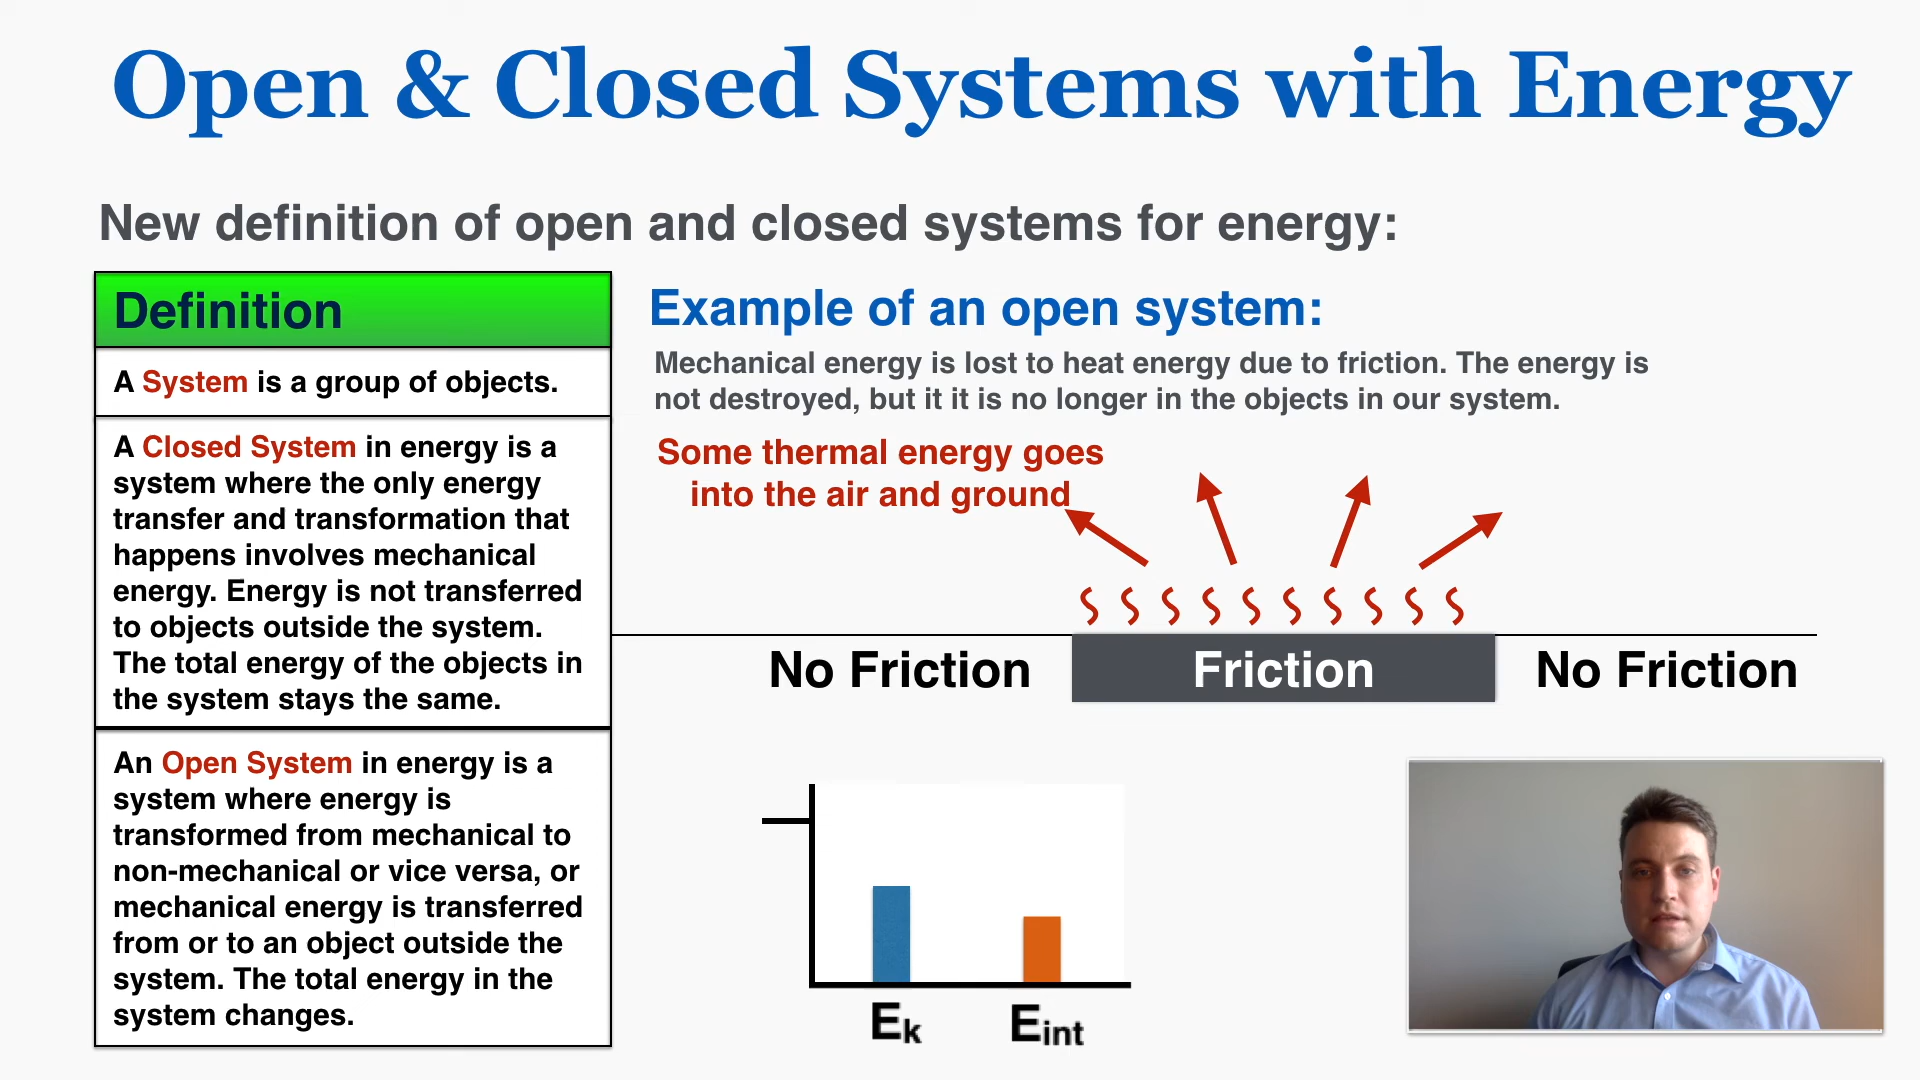 Open & Closed Systems with Energy
New definition of open and closed systems for energy:
Definition
A System is a group of objects.
A Closed System in energy is a
system where the only energy
transfer and transformation that
happens involves mechanical
energy. Energy is not transferred
to objects outside the system.
The total energy of the objects in
the system stays the same.
An Open System in energy is a
system where energy is
transformed from mechanical to
non-mechanical or vice versa, or
mechanical energy is transferred
from or to an object outside the
system. The total energy in the
system changes.
Example of an open system:
Mechanical energy is lost to heat energy due to friction. The energy is
not destroyed, but it it is no longer in the objects in our system.
Some thermal energy goes
into the air and ground
No Friction
Friction
No Friction
Ek
Eint